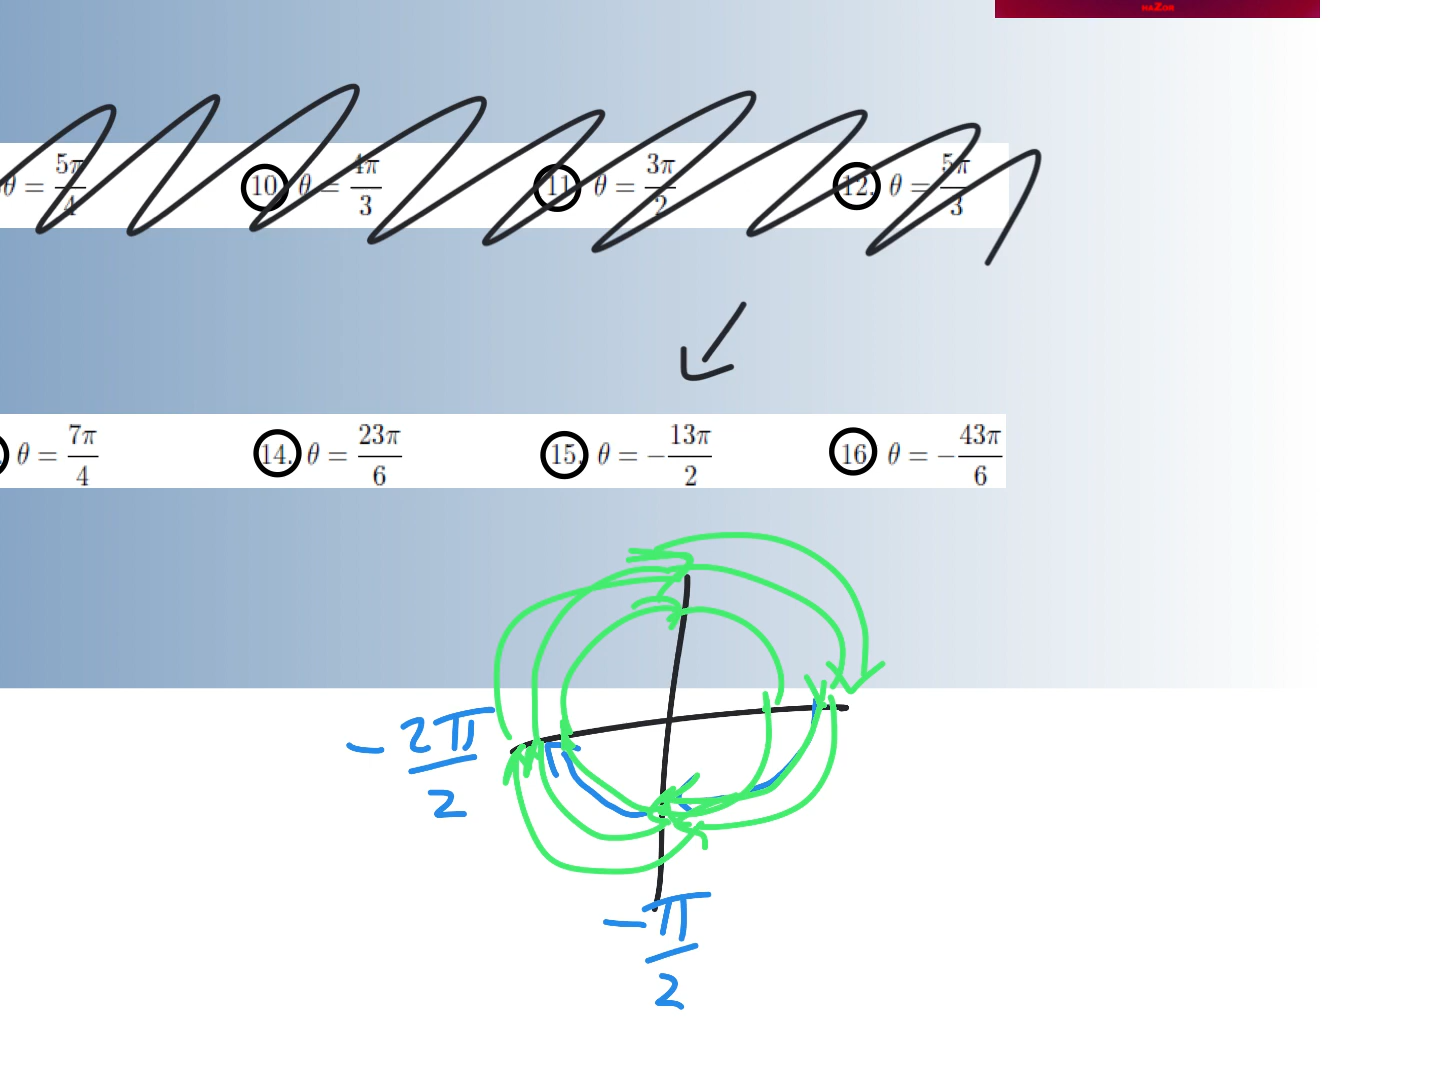 HAZOR
θ = 5π/4 10. θ = 4π/3 11. θ = 3π/2 12. θ = 5π/3
θ = 7π/4 14. θ = 23π/6 15. θ = -13π/2 16 θ = -43π/6
- 2π/2
- π/2